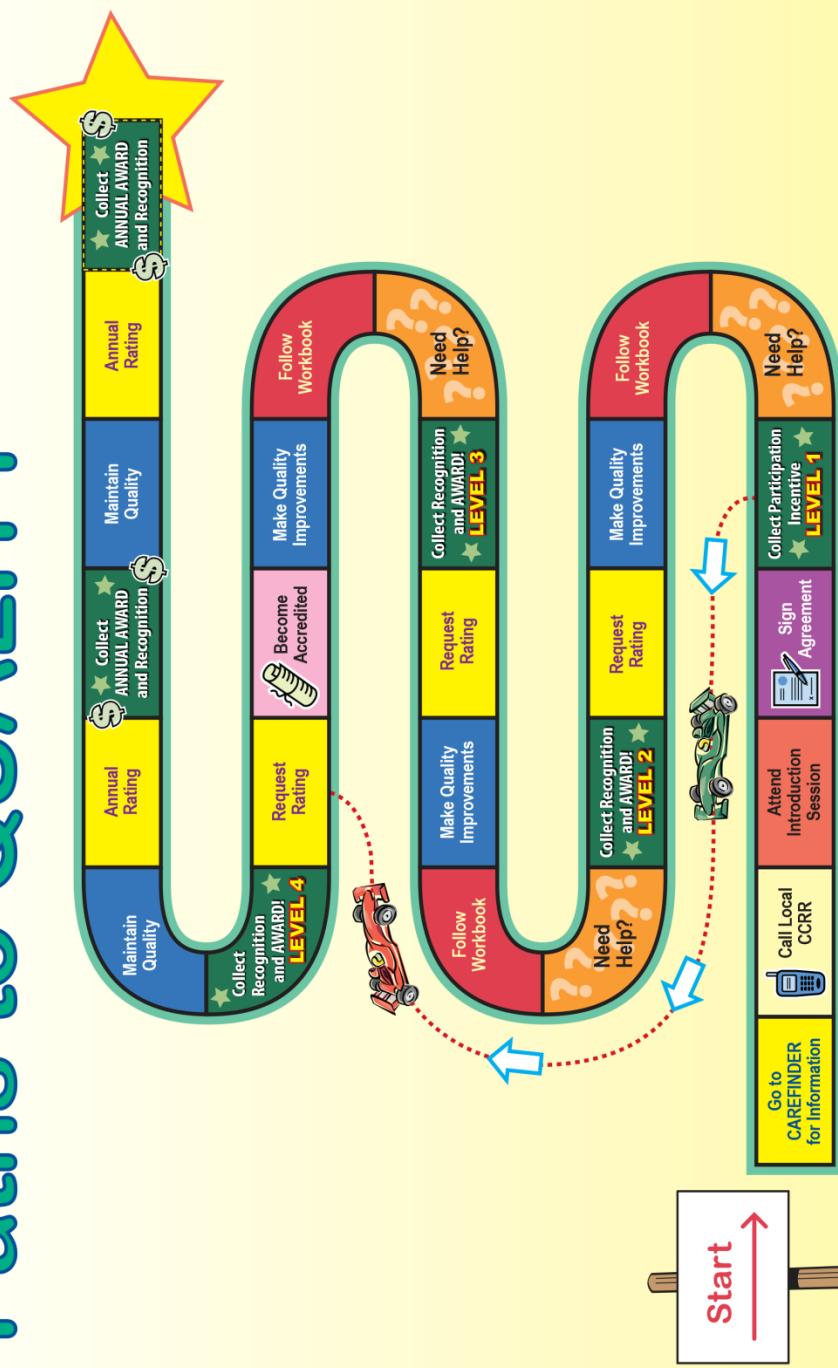 Paths to QUALITY
Start
Go to
CAREFINDER
for Information
Call Local
CCRR
Attend
Introduction
Session
Sign
Agreement
Collect Participation
Incentive
LEVEL 1
Need
Help?
Follow
Workbook
Make Quality
Improvements
Request
Rating
Collect Recognition
and AWARD!
LEVEL 2
Need
Help?
Follow
Workbook
Make Quality
Improvements
Request
Rating
Collect Recognition
and AWARD!
LEVEL 3
Need
Help?
Follow
Workbook
Make Quality
Improvements
Become
Accredited
Request
Rating
Collect
Recognition
and AWARD!
LEVEL 4
Maintain
Quality
Annual
Rating
$ Collect
ANNUAL AWARD
and Recognition $
Maintain
Quality
Annual
Rating
Collect $
ANNUAL AWARD
$ and Recognition